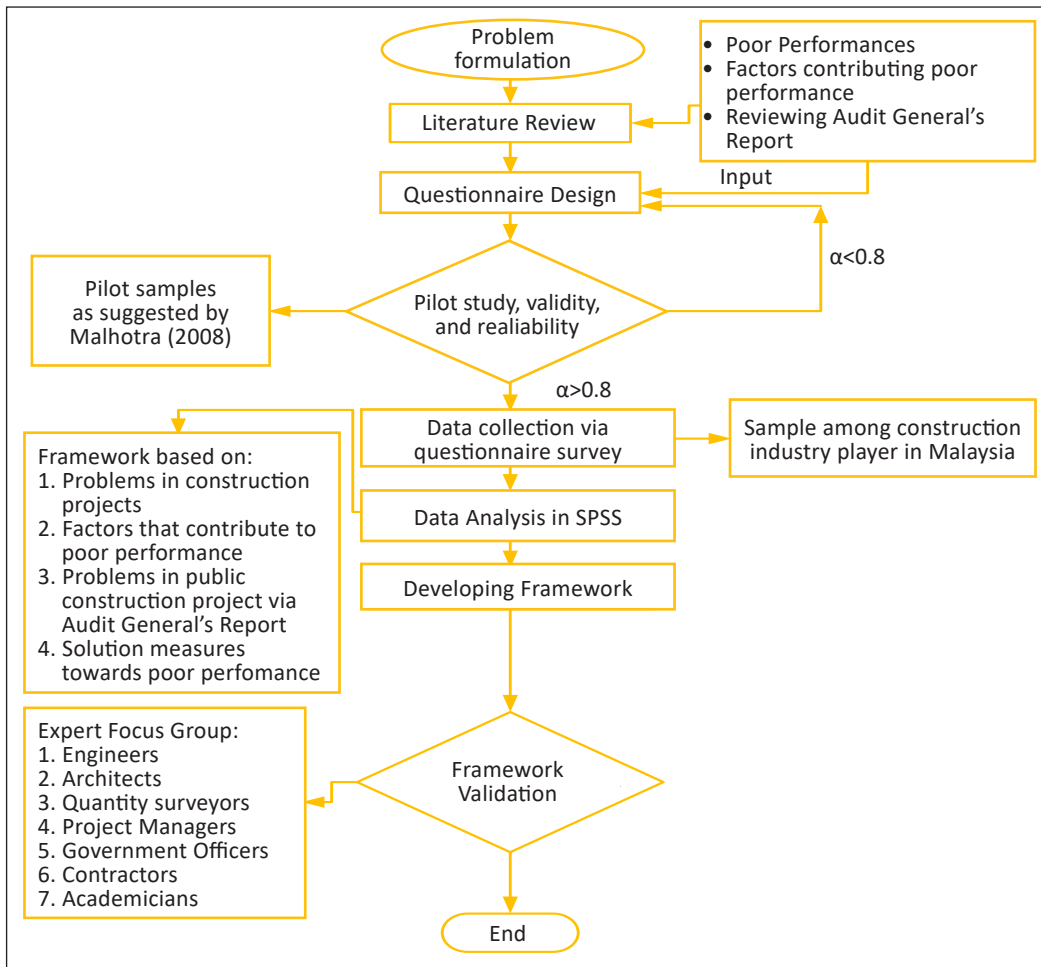 Problem
formulation
• Poor Performances
• Factors contributing poor
performance
• Reviewing Audit General’s
Report
Literature Review
Input
Questionnaire Design
α<0.8
Pilot samples
as suggested by
Malhotra (2008)
Pilot study, validity,
and realiability
α>0.8
Data collection via
questionnaire survey
Sample among construction
industry player in Malaysia
Framework based on:
1. Problems in construction
projects
2. Factors that contribute to
poor performance
3. Problems in public
construction project via
Audit General’s Report
4. Solution measures
towards poor perfomance
Data Analysis in SPSS
Developing Framework
Expert Focus Group:
1. Engineers
2. Architects
3. Quantity surveyors
4. Project Managers
5. Government Officers
6. Contractors
7. Academicians
Framework
Validation
End